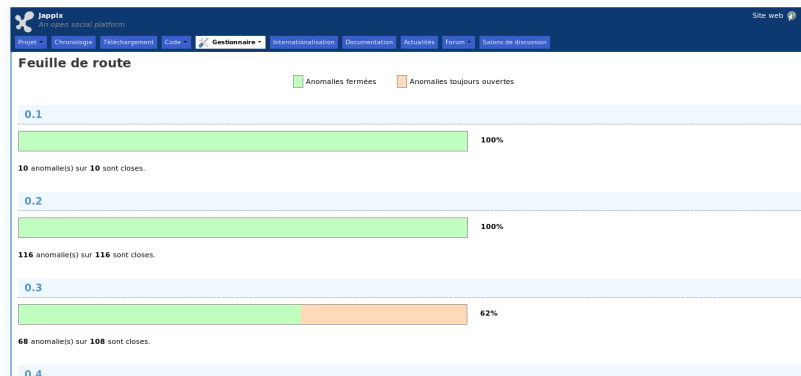 Jappix
An open social platform
Site web
Projet Chronologie Téléchargement Code Gestionnaire Internationalisation Documentation Actualités Forum Salons de discussion
Feuille de route
Anomalies fermées Anomalies toujours ouvertes
0.1
100%
10 anomalie(s) sur 10 sont closes.
0.2
100%
116 anomalie(s) sur 116 sont closes.
0.3
62%
68 anomalie(s) sur 108 sont closes.
0.4